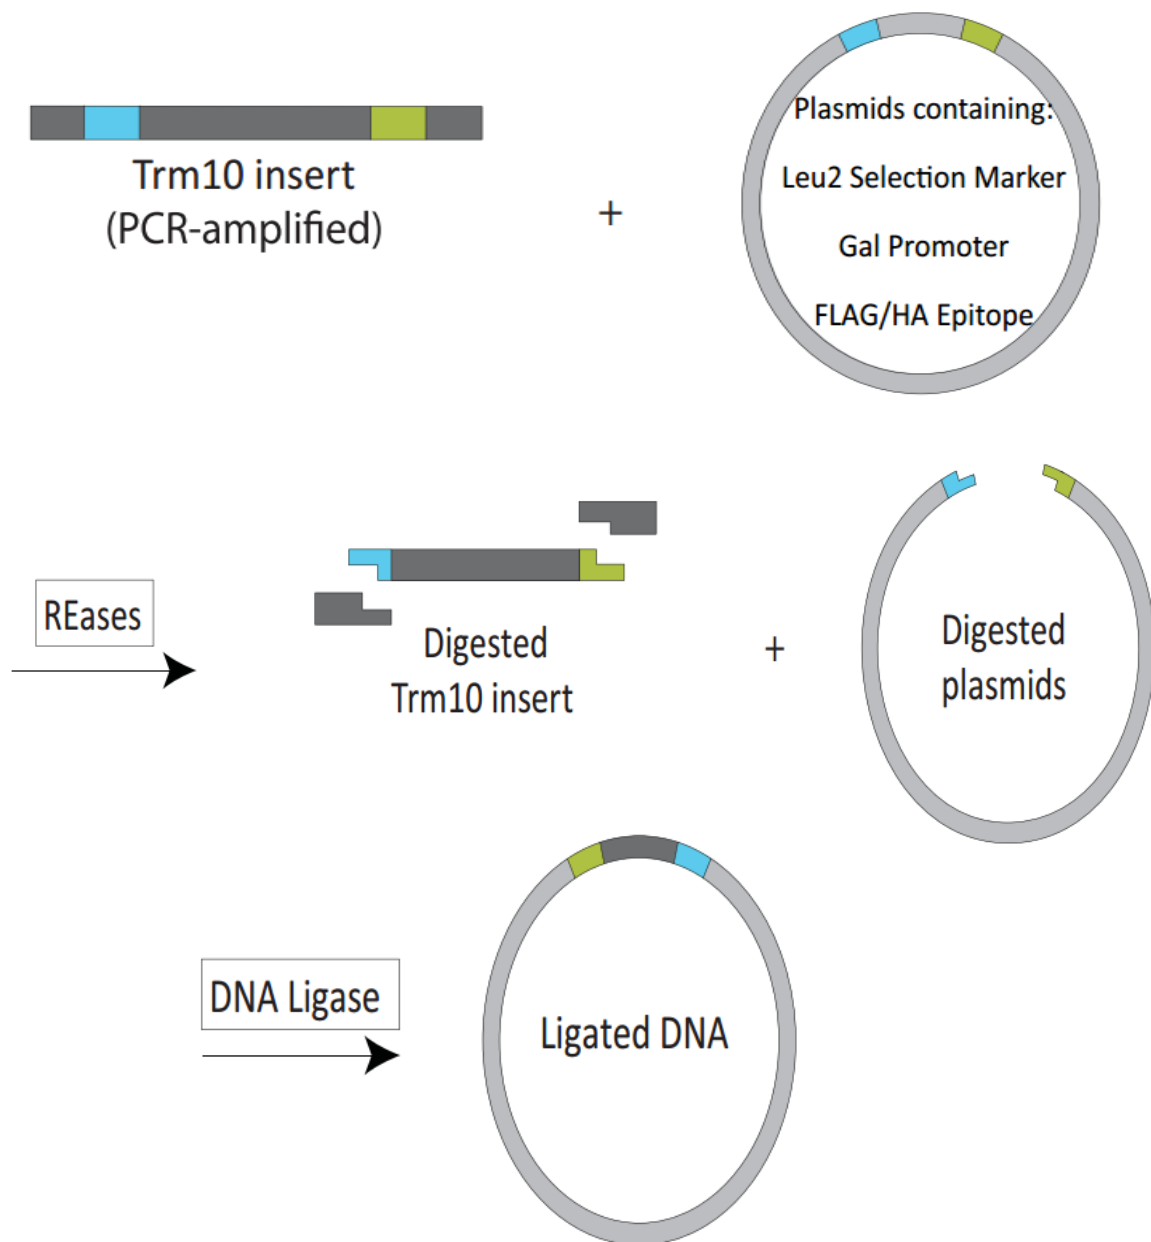 Trm10 insert
(PCR-amplified)
+
Plasmids containing:
Leu2 Selection Marker
Gal Promoter
FLAG/HA Epitope
REases
Digested
Trm10 insert
+
Digested
plasmids
DNA Ligase
Ligated DNA